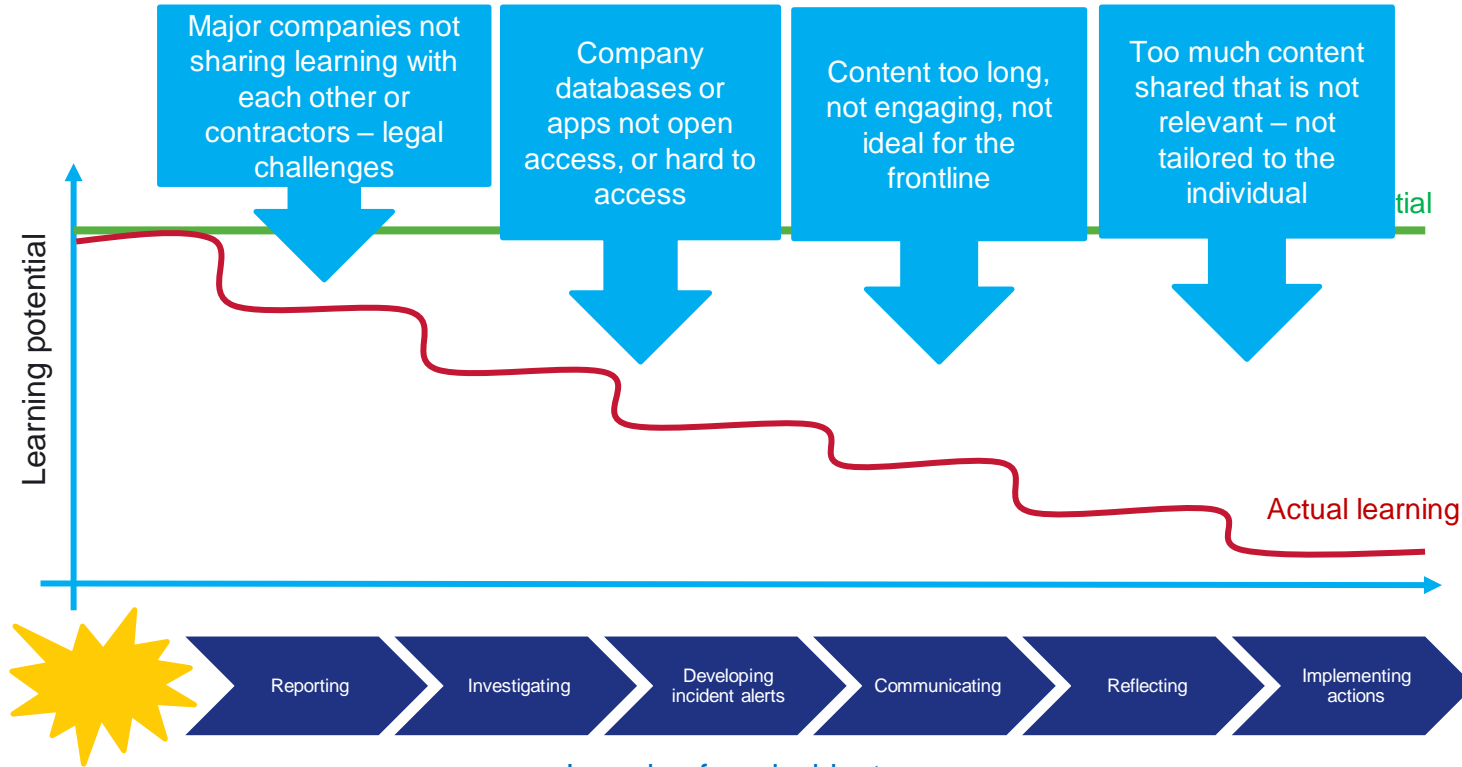 Major companies not
sharing learning with
each other or
contractors – legal
challenges
Company
databases or
apps not open
access, or hard to
access
Content too long,
not engaging, not
ideal for the
frontline
Too much content
shared that is not
relevant – not
tailored to the
individual
tial
Learning potential
Actual learning
Reporting
Investigating
Developing
incident alerts
Communicating
Reflecting
Implementing
actions